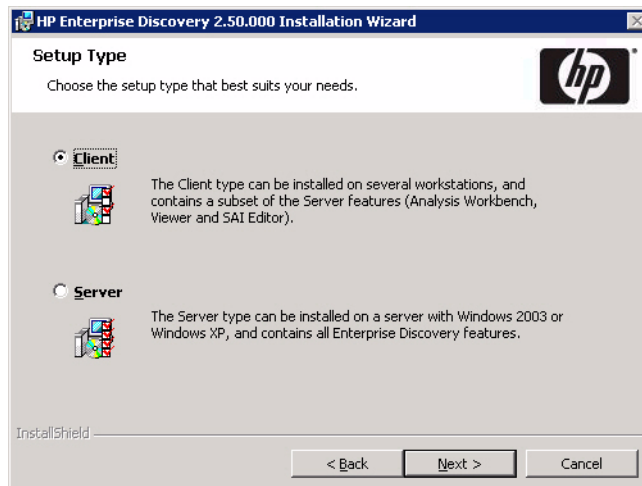 HP Enterprise Discovery 2.50.000 Installation Wizard
Setup Type
Choose the setup type that best suits your needs.
hp
Client
The Client type can be installed on several workstations, and
contains a subset of the Server features (Analysis Workbench,
Viewer and SAI Editor).
Server
The Server type can be installed on a server with Windows 2003 or
Windows XP, and contains all Enterprise Discovery features.
InstallShield
< Back Next > Cancel